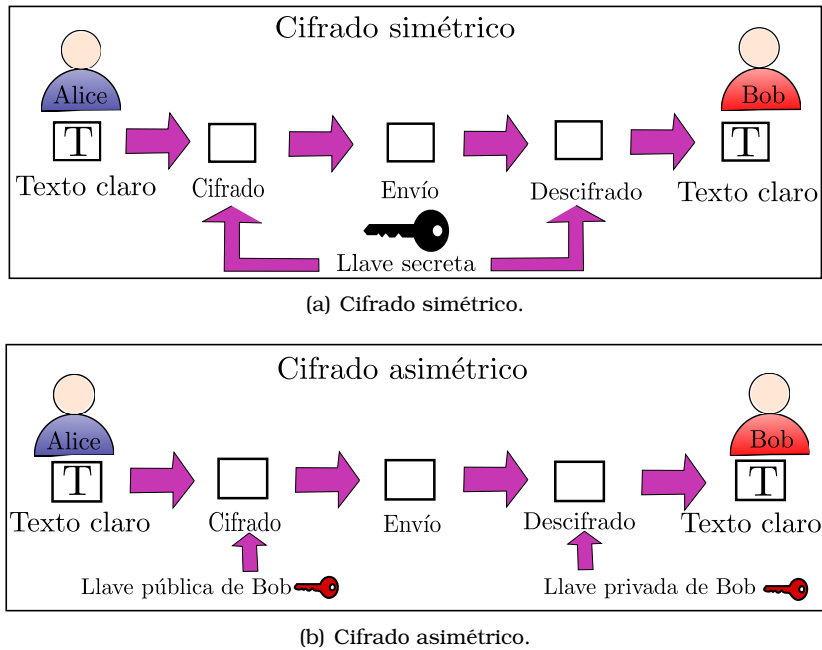 Cifrado simétrico
Alice
Bob
T
T
Texto claro
Cifrado
Envío
Descifrado
Texto claro
Llave secreta
(a) Cifrado simétrico.
Cifrado asimétrico
Alice
Bob
T
T
Texto claro
Cifrado
Envío
Descifrado
Texto claro
Llave pública de Bob
Llave privada de Bob
(b) Cifrado asimétrico.